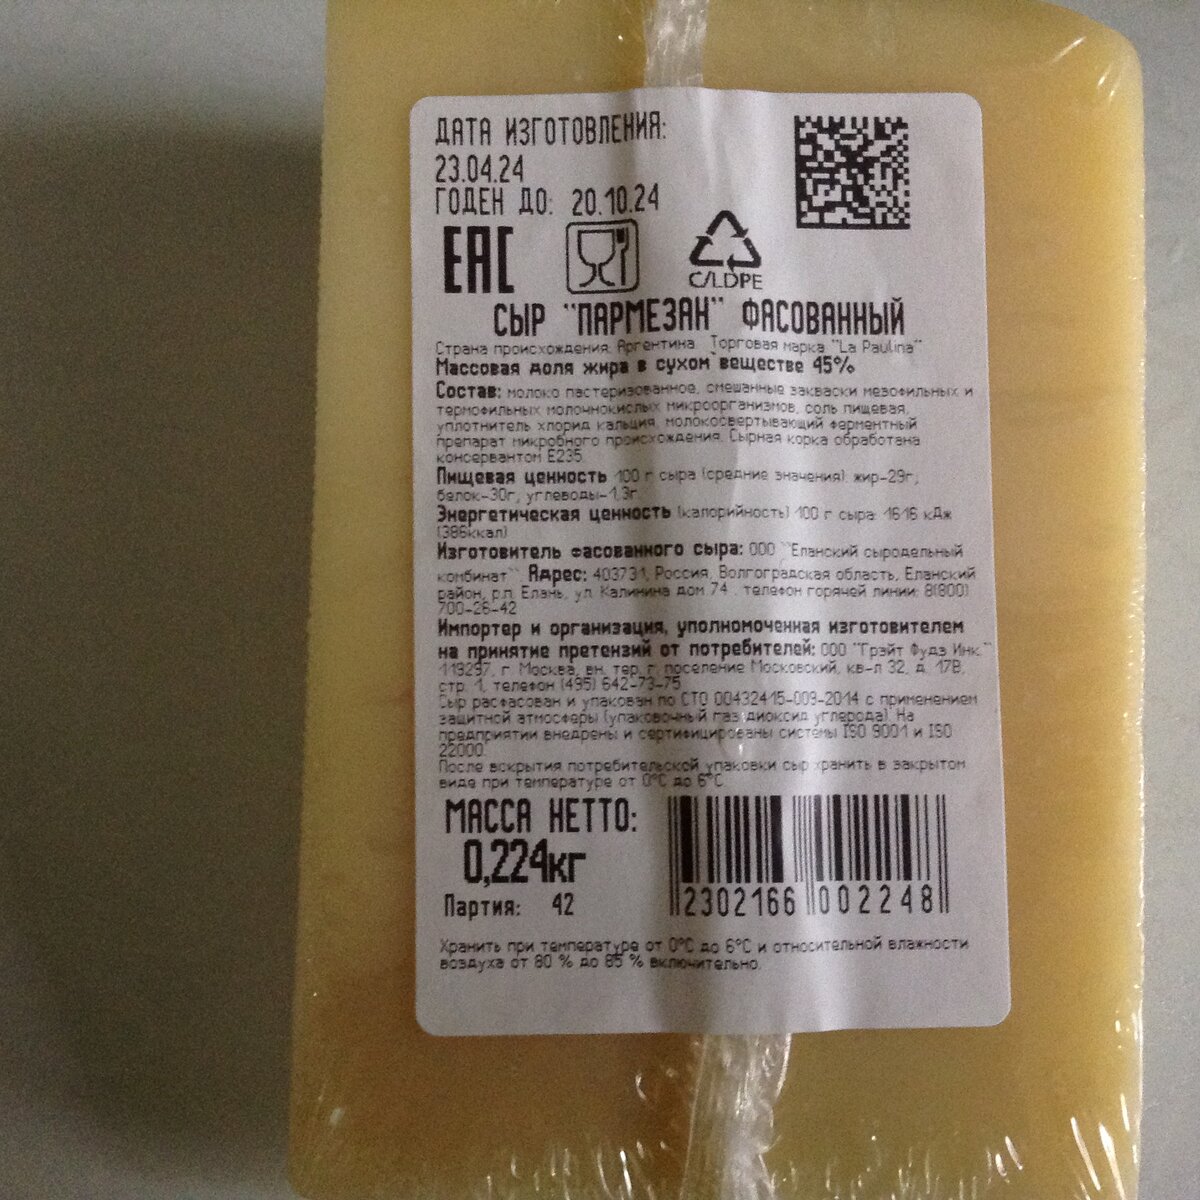 ДАТА ИЗГОТОВЛЕНИЯ:
23.04.24
ГОДЕН ДО: 20.10.24
ЕАС
C/LDPE
СЫР "ПАРМЕЗАН" ФАСОВАННЫЙ
Страна происхождения: Аргентина. Торговая марка "La Paulina"
Массовая доля жира в сухом веществе 45%
Состав: молоко пастеризованное, смешанные закваски мезофильных и
термофильных молочнокислых микроорганизмов, соль пищевая,
уплотнитель хлорид кальция, молокосвертывающий ферментный
препарат микробного происхождения. Сырная корка обработана
консервантом Е235.
Пищевая ценность 100 г сыра (средние значения): жир-29г,
белок-30г, углеводы-1,3г.
Энергетическая ценность (калорийность) 100 г сыра: 1616 кДж
(386ккал)
Изготовитель фасованного сыра: ООО "Еланский сыродельный
комбинат" Адрес: 403731, Россия, Волгоградская область, Еланский
район, р.п. Елань, ул. Калинина дом 74 . телефон горячей линии: 8(800)
700-26-42
Импортер и организация, уполномоченная изготовителем
на принятие претензий от потребителей: ООО "Грэйт Фудз Инк."
119297, г. Москва, вн. тер. г. поселение Московский, кв-л 32, д. 17В,
стр. 1, телефон (495) 642-73-75
Сыр расфасован и упакован по СТО 00432415-009-2014 с применением
защитной атмосферы (упаковочный газ диоксид углерода). На
предприятии внедрены и сертифицированы системы ISO 9001 и ISO
22000.
После вскрытия потребительской упаковки сыр хранить в закрытом
виде при температуре от 0°С до 6°С
МАССА НЕТТО:
0,224кг
Партия: 42
2302166 002248
Хранить при температуре от 0°С до 6°С и относительной влажности
воздуха от 80 % до 85 % включительно.